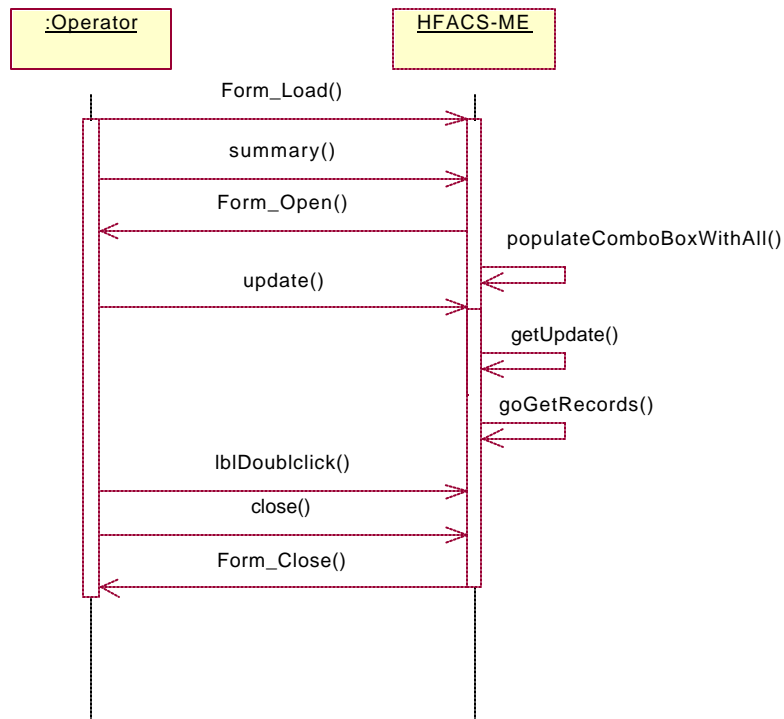 :Operator
HFACS-ME
Form_Load()
summary()
Form_Open()
populateComboBoxWithAll()
update()
getUpdate()
goGetRecords()
lblDoublclick()
close()
Form_Close()